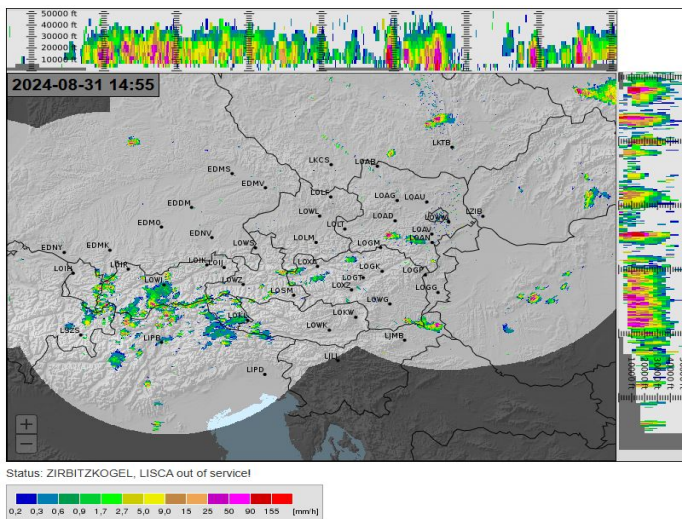 50000 ft
40000 ft
30000 ft
20000 ft
10000 ft
2024-08-31 14:55
LKTB
LKCS
LOAB
EDMS
EDMV
LOLF
LOAG
LOAU
EDDM
LOWL
LOAD
LZIB
EDMO
LOLT
LOAV
EDNV
LOWS
LOLM
LOGM
LOAN
EDNY
EDMK
LOIH
LOIR
LOIK
LOIJ
LOXA
LOGK
LOGP
LOWI
LOWZ
LOGT
LOXZ
LOSM
LOGG
LOWG
LOKW
LSZS
LIPB
LOKL
LOWK
LJMB
LIPD
LJLJ
+
−
Status: ZIRBITZKOGEL, LISCA out of service!
0,2 0,3 0,6 0,9 1,7 2,7 5,0 9,0 15 25 50 90 155 [mm/h]